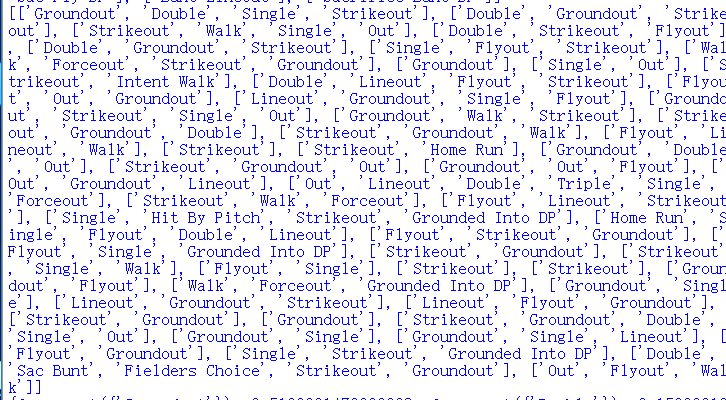 [['Groundout', 'Double', 'Single', 'Strikeout'], ['Double', 'Groundout', 'Strike
out'], ['Strikeout', 'Walk', 'Single', 'Out'], ['Double', 'Strikeout', 'Flyout']
, ['Double', 'Groundout', 'Strikeout'], ['Single', 'Flyout', 'Strikeout'], ['Wal
k', 'Forceout', 'Strikeout', 'Groundout'], ['Groundout'], ['Single', 'Out'], ['S
trikeout', 'Intent Walk'], ['Double', 'Lineout', 'Flyout', 'Strikeout'], ['Flyou
t', 'Out', 'Groundout'], ['Lineout', 'Groundout', 'Single', 'Flyout'], ['Groundo
ut', 'Strikeout', 'Single', 'Out'], ['Groundout', 'Walk', 'Strikeout'], ['Strike
out', 'Groundout', 'Double'], ['Strikeout', 'Groundout', 'Walk'], ['Flyout', 'Li
neout', 'Walk'], ['Strikeout'], ['Strikeout', 'Home Run'], ['Groundout', 'Double
', 'Out'], ['Strikeout', 'Groundout', 'Out'], ['Groundout', 'Out', 'Flyout'], ['
Out', 'Groundout', 'Lineout'], ['Out', 'Lineout', 'Double', 'Triple', 'Single',
'Forceout'], ['Strikeout', 'Walk', 'Forceout'], ['Flyout', 'Lineout', 'Strikeout
'], ['Single', 'Hit By Pitch', 'Strikeout', 'Grounded Into DP'], ['Home Run', 'S
ingle', 'Flyout', 'Double', 'Lineout'], ['Flyout', 'Strikeout', 'Groundout'], ['
Flyout', 'Single', 'Grounded Into DP'], ['Strikeout', 'Groundout'], ['Strikeout'
, 'Single', 'Walk'], ['Flyout', 'Single'], ['Strikeout'], ['Strikeout'], ['Groun
dout', 'Flyout'], ['Walk', 'Forceout', 'Grounded Into DP'], ['Groundout', 'Singl
e'], ['Lineout', 'Groundout', 'Strikeout'], ['Lineout', 'Flyout', 'Groundout'],
['Strikeout', 'Groundout'], ['Groundout'], ['Strikeout', 'Groundout', 'Double',
'Single', 'Out'], ['Groundout', 'Single'], ['Groundout', 'Single', 'Lineout'], [
'Flyout', 'Groundout'], ['Single', 'Strikeout', 'Grounded Into DP'], ['Double',
'Sac Bunt', 'Fielders Choice', 'Strikeout', 'Groundout'], ['Out', 'Flyout', 'Wal
k']]